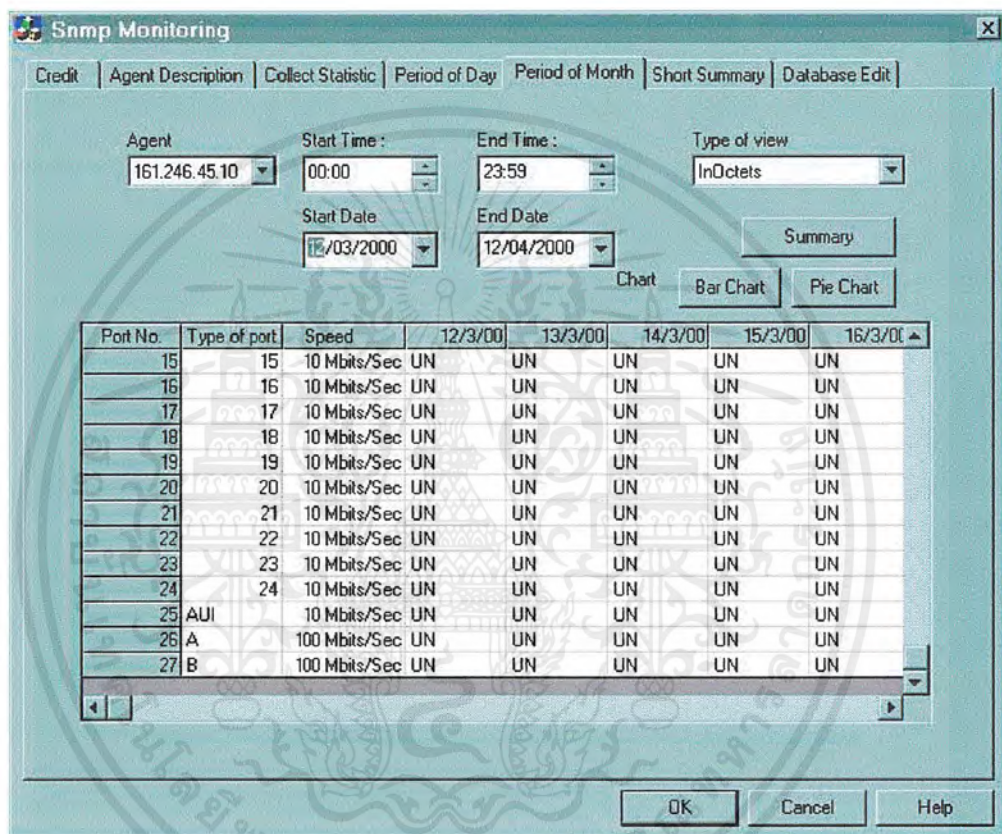 Snmp Monitoring
Credit Agent Description Collect Statistic Period of Day Period of Month Short Summary Database Edit
Agent Start Time : End Time : Type of view
161.246.45.10 00:00 23:59 InOctets
Start Date End Date
12/03/2000 12/04/2000 Summary
Chart Bar Chart Pie Chart
Port No. Type of port Speed 12/3/00 13/3/00 14/3/00 15/3/00 16/3/0
15 15 10 Mbits/Sec UN UN UN UN UN
16 16 10 Mbits/Sec UN UN UN UN UN
17 17 10 Mbits/Sec UN UN UN UN UN
18 18 10 Mbits/Sec UN UN UN UN UN
19 19 10 Mbits/Sec UN UN UN UN UN
20 20 10 Mbits/Sec UN UN UN UN UN
21 21 10 Mbits/Sec UN UN UN UN UN
22 22 10 Mbits/Sec UN UN UN UN UN
23 23 10 Mbits/Sec UN UN UN UN UN
24 24 10 Mbits/Sec UN UN UN UN UN
25 AUI 10 Mbits/Sec UN UN UN UN UN
26 A 100 Mbits/Sec UN UN UN UN UN
27 B 100 Mbits/Sec UN UN UN UN UN
OK Cancel Help